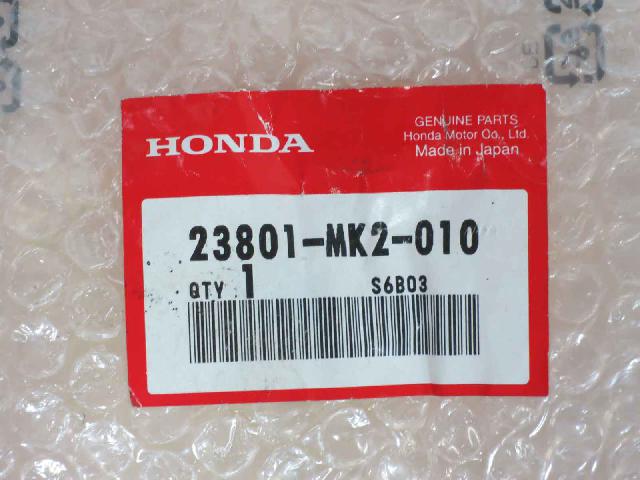 HONDA
GENUINE PARTS
Honda Motor Co., Ltd.
Made in Japan
23801-MK2-010
QTY 1 S6B03